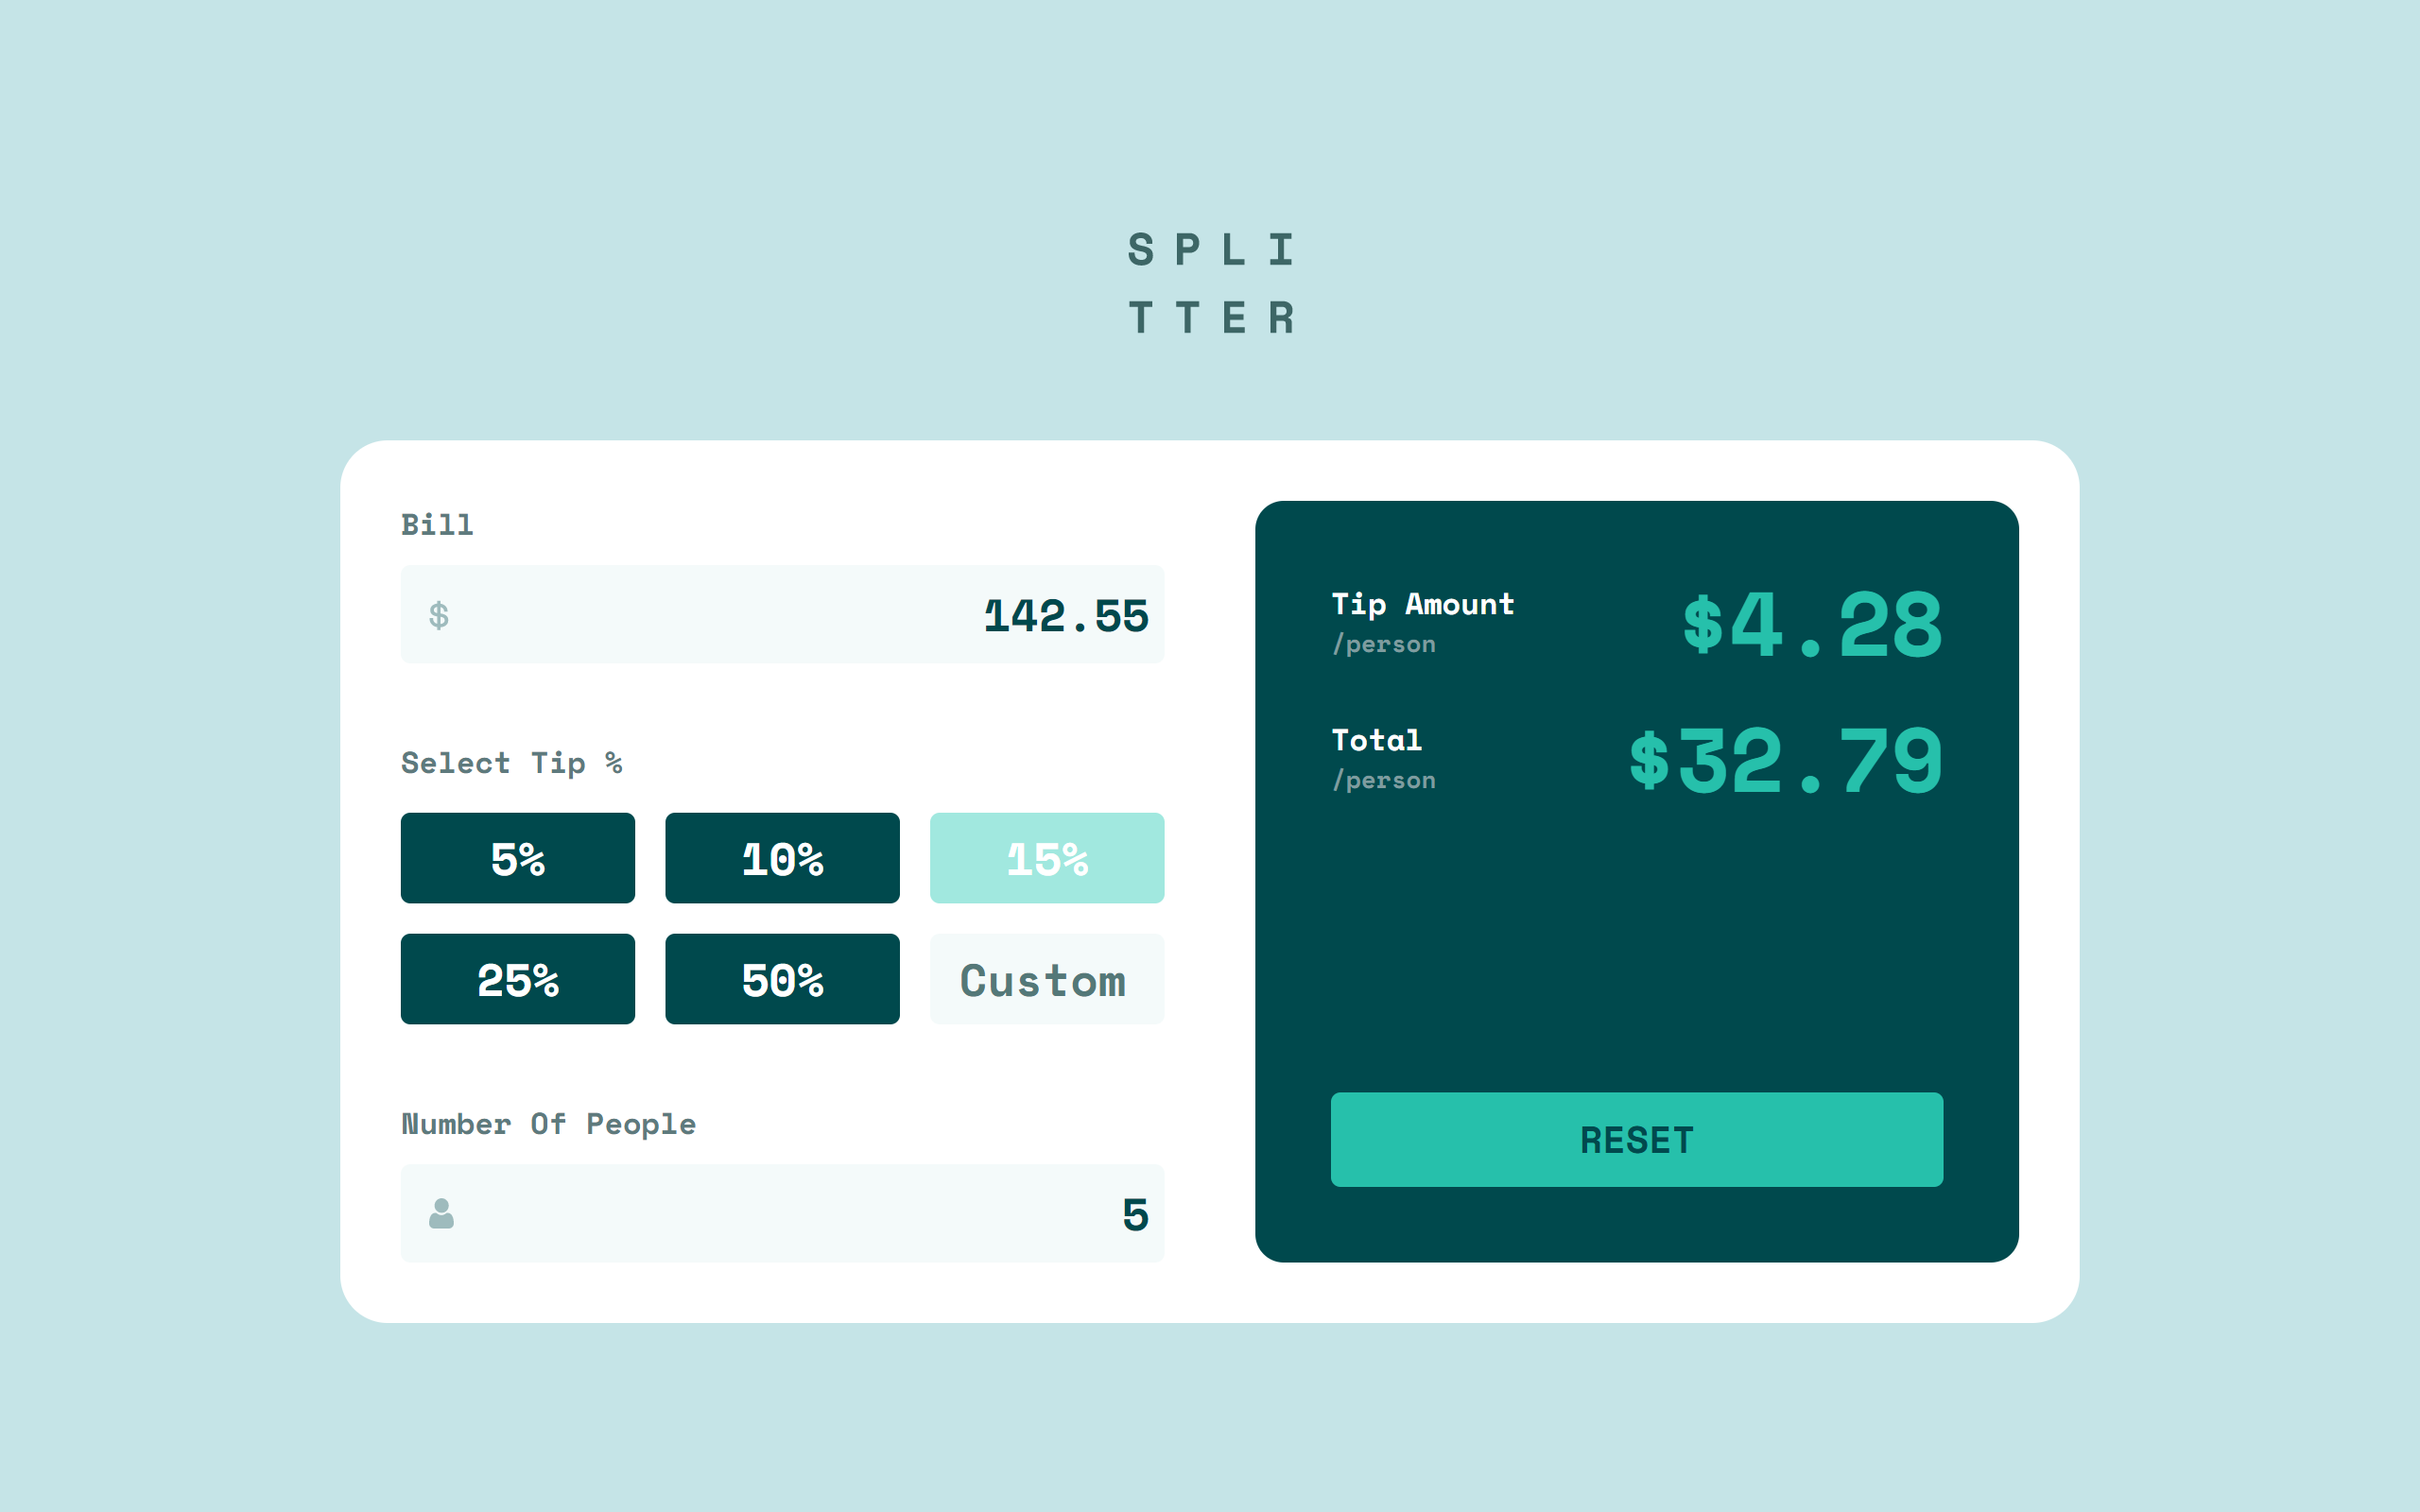 SPLI
TTER
Bill
$ 142.55
Select Tip %
5% 10% 15%
25% 50% Custom
Number Of People
5
Tip Amount
/person
$4.28
Total
/person
$32.79
RESET